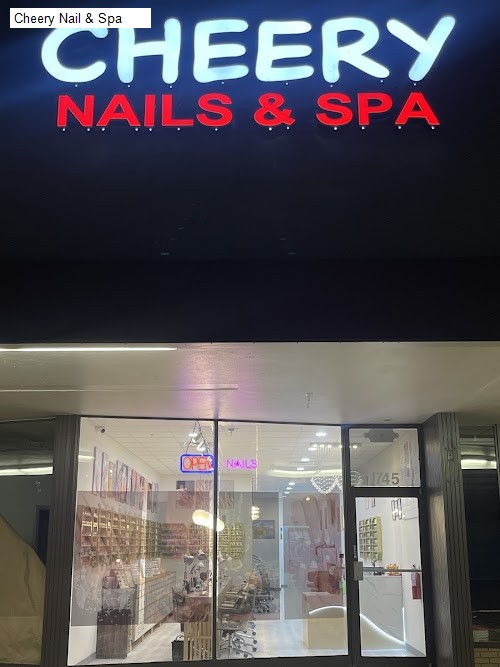 Cheery Nail & Spa
CHEERY
NAILS & SPA
OPEN
NAILS
1745